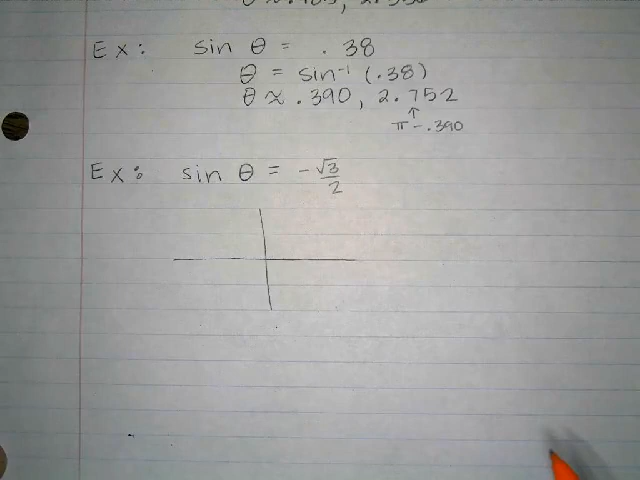 Ex: sin θ = .38
θ = sin⁻¹ (.38)
θ ≈ .390, 2.752
↑
π - .390
Ex: sin θ = -√3/2